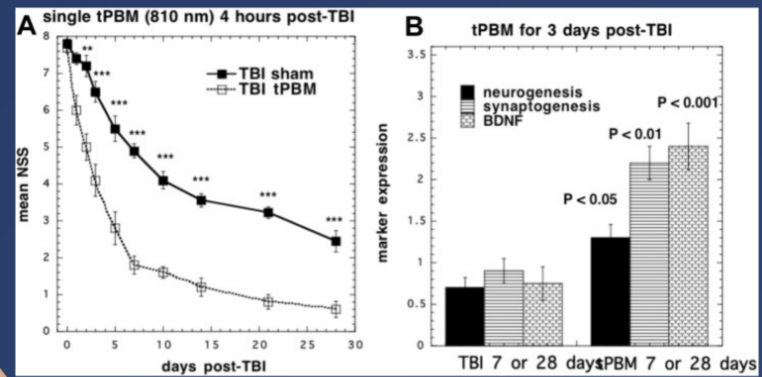 A single tPBM (810 nm) 4 hours post-TBI
8
7
6
5
4
3
2
1
0
mean NSS
**
***
***
***
***
***
***
***
TBI sham
TBI tPBM
0 5 10 15 20 25 30
days post-TBI
B tPBM for 3 days post-TBI
3.5
3
2.5
2
1.5
1
0.5
0
marker expression
neurogenesis
synaptogenesis
BDNF
P < 0.001
P < 0.01
P < 0.05
TBI 7 or 28 days
tPBM 7 or 28 days